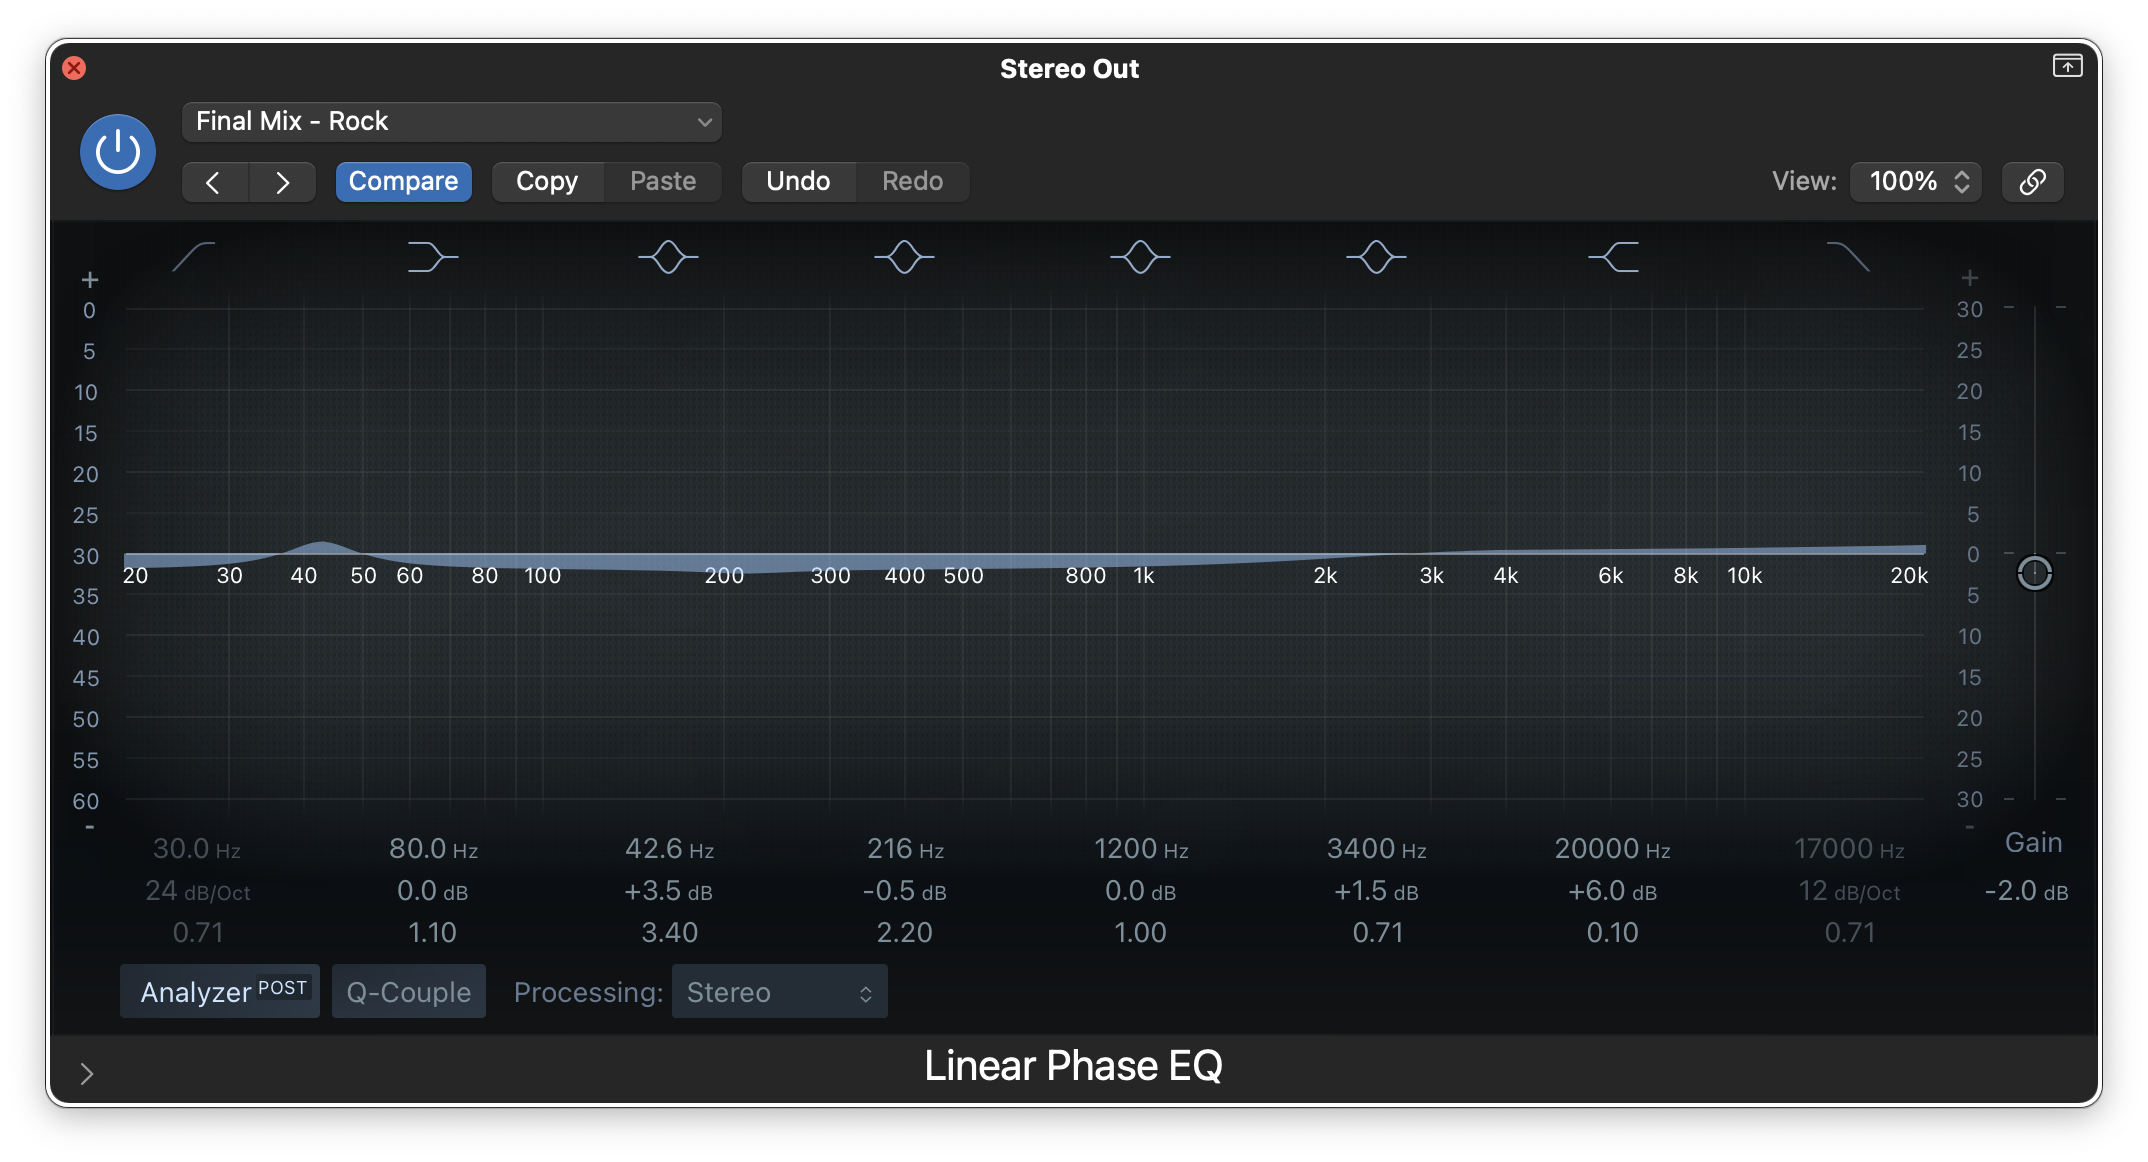 Stereo Out
Final Mix - Rock
Compare Copy Paste Undo Redo View: 100%
+ +
0 30
5 25
10 20
15 15
20 10
25 5
30 0
20 30 40 50 60 80 100 200 300 400 500 800 1k 2k 3k 4k 6k 8k 10k 20k
35 5
40 10
45 15
50 20
55 25
60 30
- -
30.0 Hz 80.0 Hz 42.6 Hz 216 Hz 1200 Hz 3400 Hz 20000 Hz 17000 Hz Gain
24 dB/Oct 0.0 dB +3.5 dB -0.5 dB 0.0 dB +1.5 dB +6.0 dB 12 dB/Oct -2.0 dB
0.71 1.10 3.40 2.20 1.00 0.71 0.10 0.71
Analyzer POST Q-Couple Processing: Stereo
Linear Phase EQ